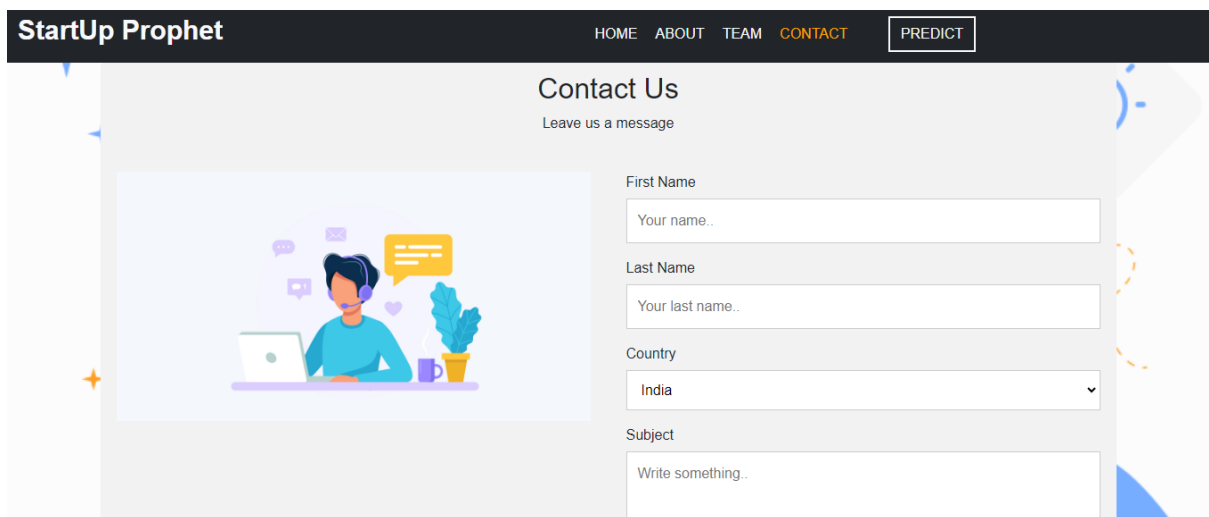 StartUp Prophet
HOME ABOUT TEAM CONTACT PREDICT
Contact Us
Leave us a message
First Name
Your name..
Last Name
Your last name..
Country
India
Subject
Write something..